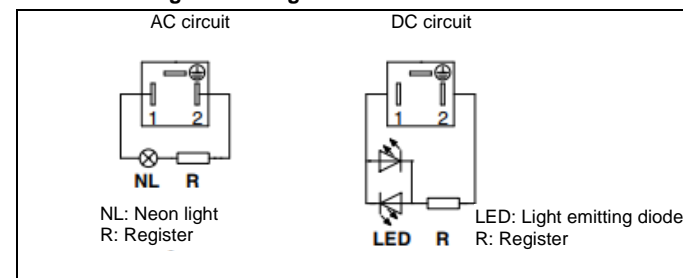 AC circuit
DC circuit
1 2
1 2
NL R
LED R
NL: Neon light
R: Register
LED: Light emitting diode
R: Register